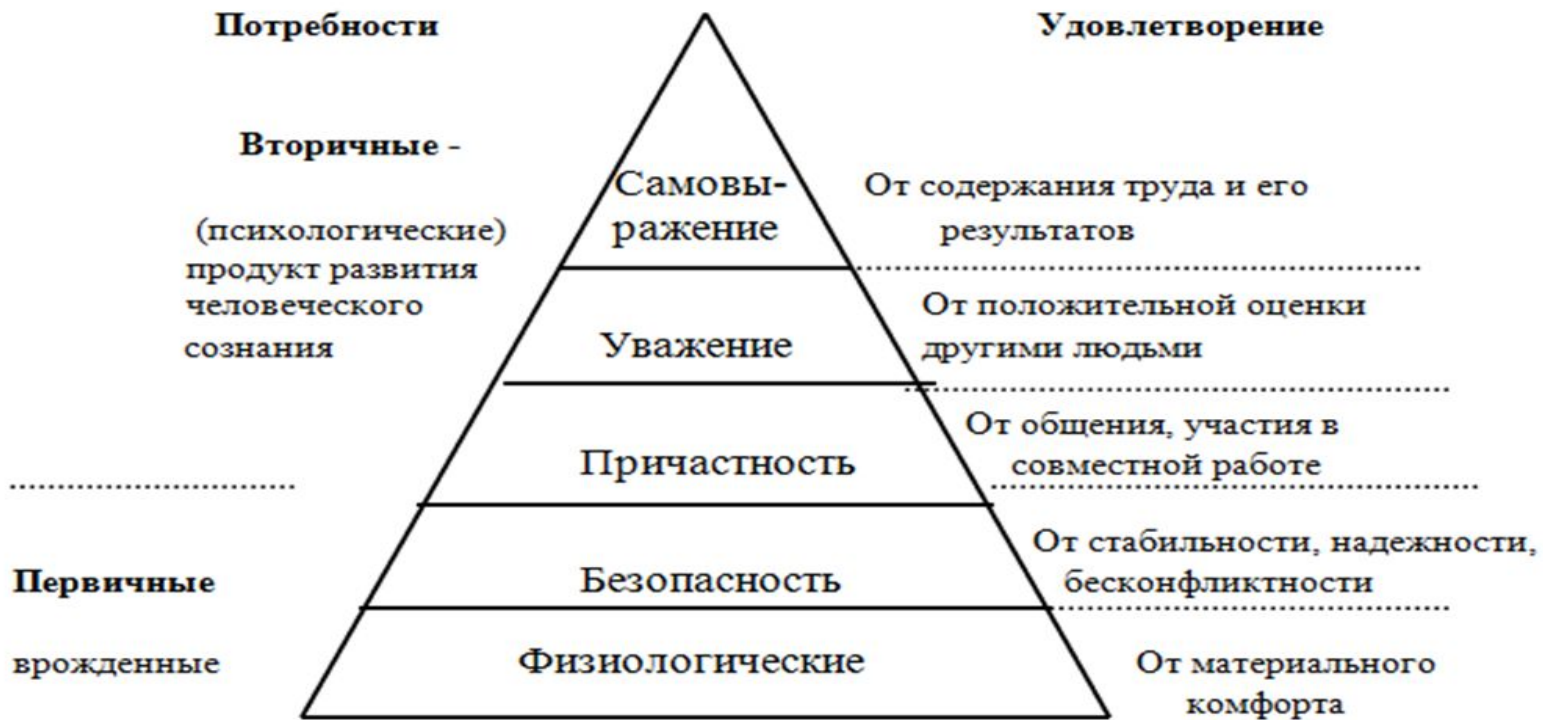 Потребности
Удовлетворение
Вторичные -
(психологические)
продукт развития
человеческого
сознания
Самовы-
ражение
От содержания труда и его
результатов
Уважение
От положительной оценки
другими людьми
Причастность
От общения, участия в
совместной работе
Первичные
врожденные
Безопасность
От стабильности, надежности,
бесконфликтности
Физиологические
От материального
комфорта